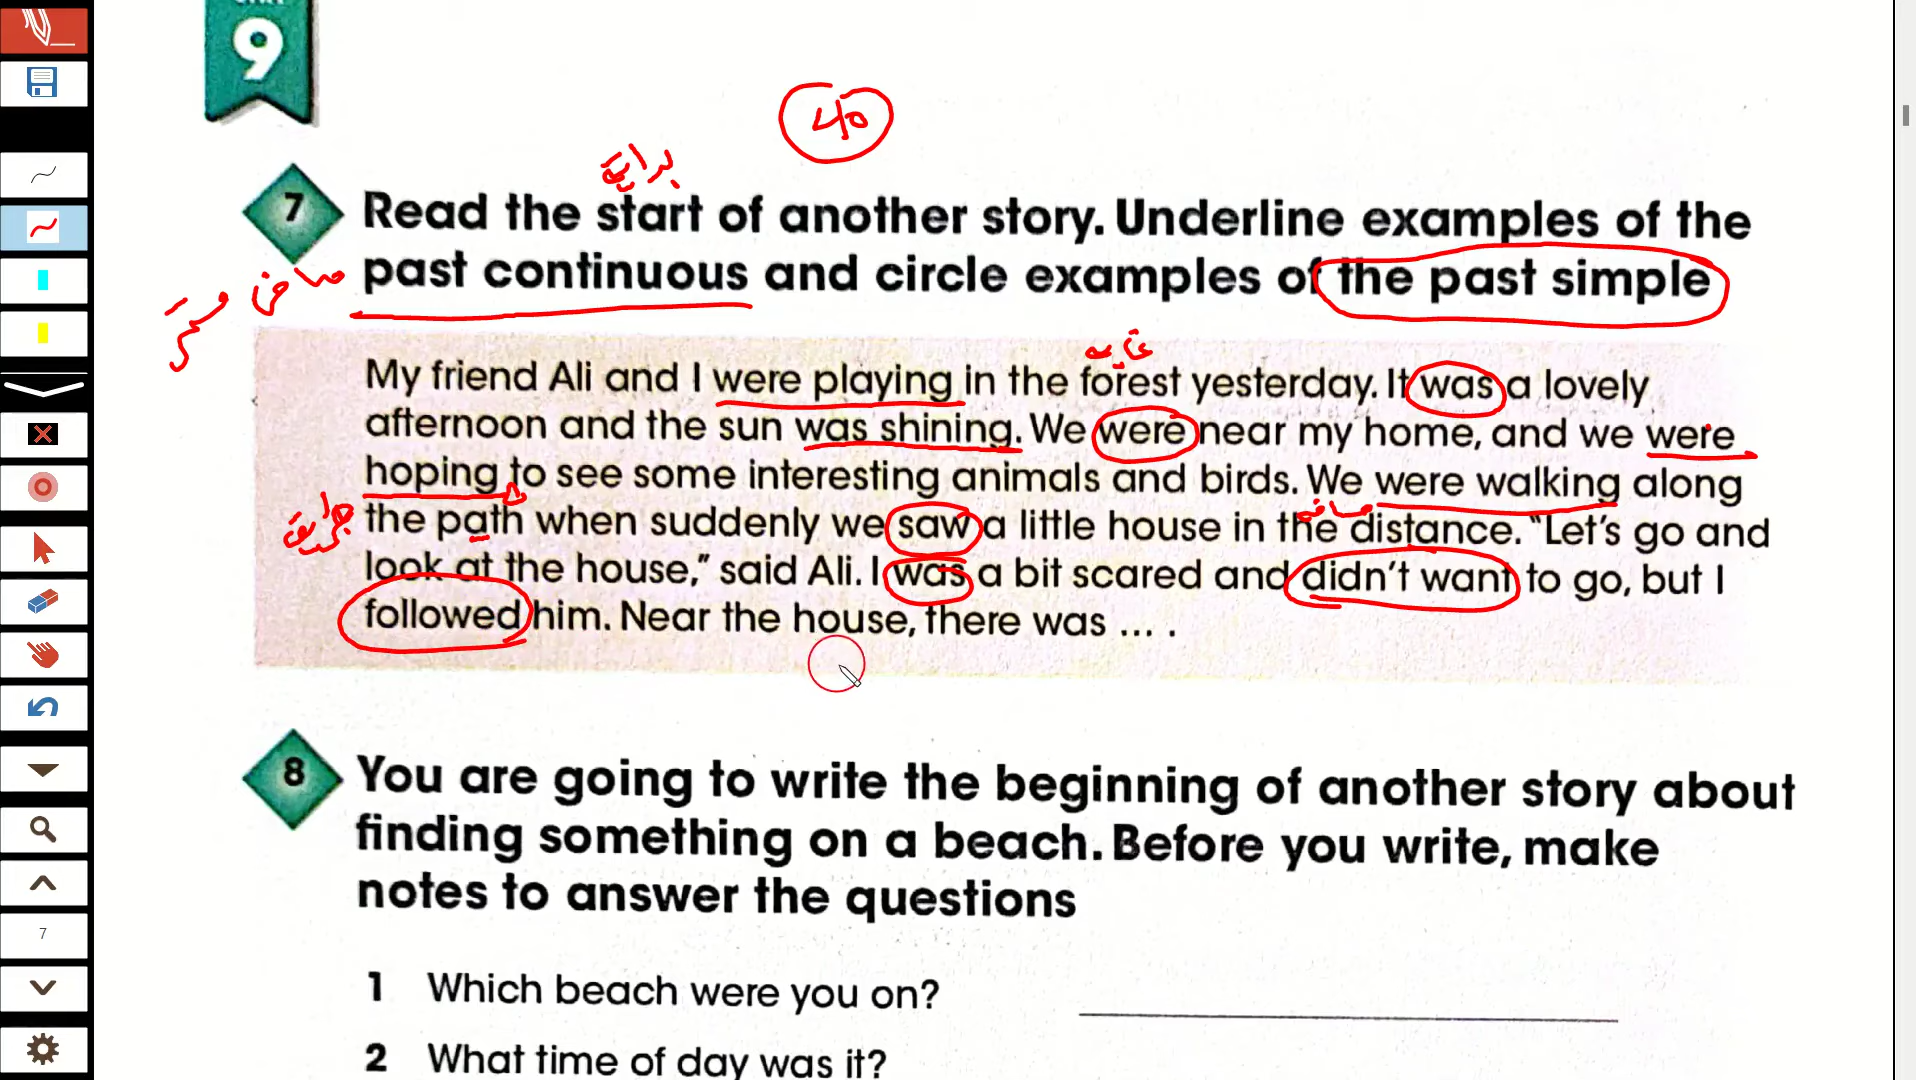 9
40
بداية
7 Read the start of another story. Underline examples of the
past continuous and circle examples of the past simple
ماضي مستمر
غابة
My friend Ali and I were playing in the forest yesterday. It was a lovely
afternoon and the sun was shining. We were near my home, and we were
hoping to see some interesting animals and birds. We were walking along
طريق
مسافة
the path when suddenly we saw a little house in the distance. "Let's go and
look at the house," said Ali. I was a bit scared and didn't want to go, but I
followed him. Near the house, there was ... .
8 You are going to write the beginning of another story about
finding something on a beach. Before you write, make
notes to answer the questions
1 Which beach were you on?
2 What time of day was it?
7